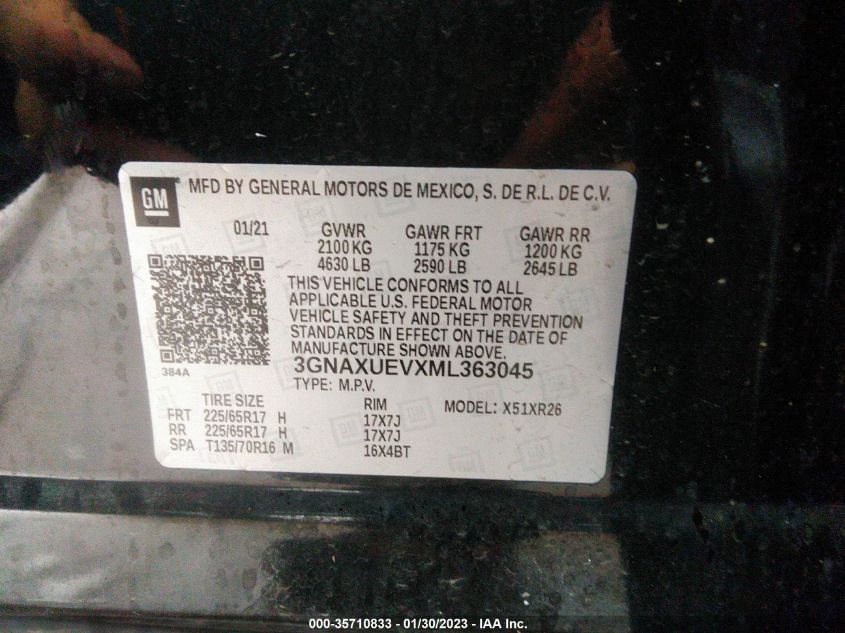 GM
MFD BY GENERAL MOTORS DE MEXICO, S. DE R.L. DE C.V.
01/21 GVWR GAWR FRT GAWR RR
2100 KG 1175 KG 1200 KG
4630 LB 2590 LB 2645 LB
THIS VEHICLE CONFORMS TO ALL
APPLICABLE U.S. FEDERAL MOTOR
VEHICLE SAFETY AND THEFT PREVENTION
STANDARDS IN EFFECT ON THE DATE OF
MANUFACTURE SHOWN ABOVE.
384A
3GNAXUEVXML363045
TYPE: M.P.V.
TIRE SIZE RIM MODEL: X51XR26
FRT 225/65R17 H 17X7J
RR 225/65R17 H 17X7J
SPA T135/70R16 M 16X4BT
000-35710833 - 01/30/2023 - IAA Inc.